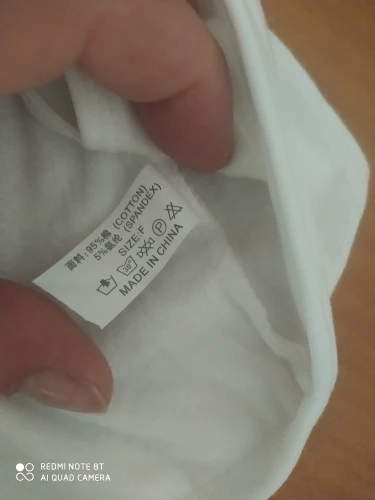 面料:95%棉 (COTTON)
5%氨纶 (SPANDEX)
SIZE:F
30°
MADE IN CHINA
REDMI NOTE 8T
AI QUAD CAMERA